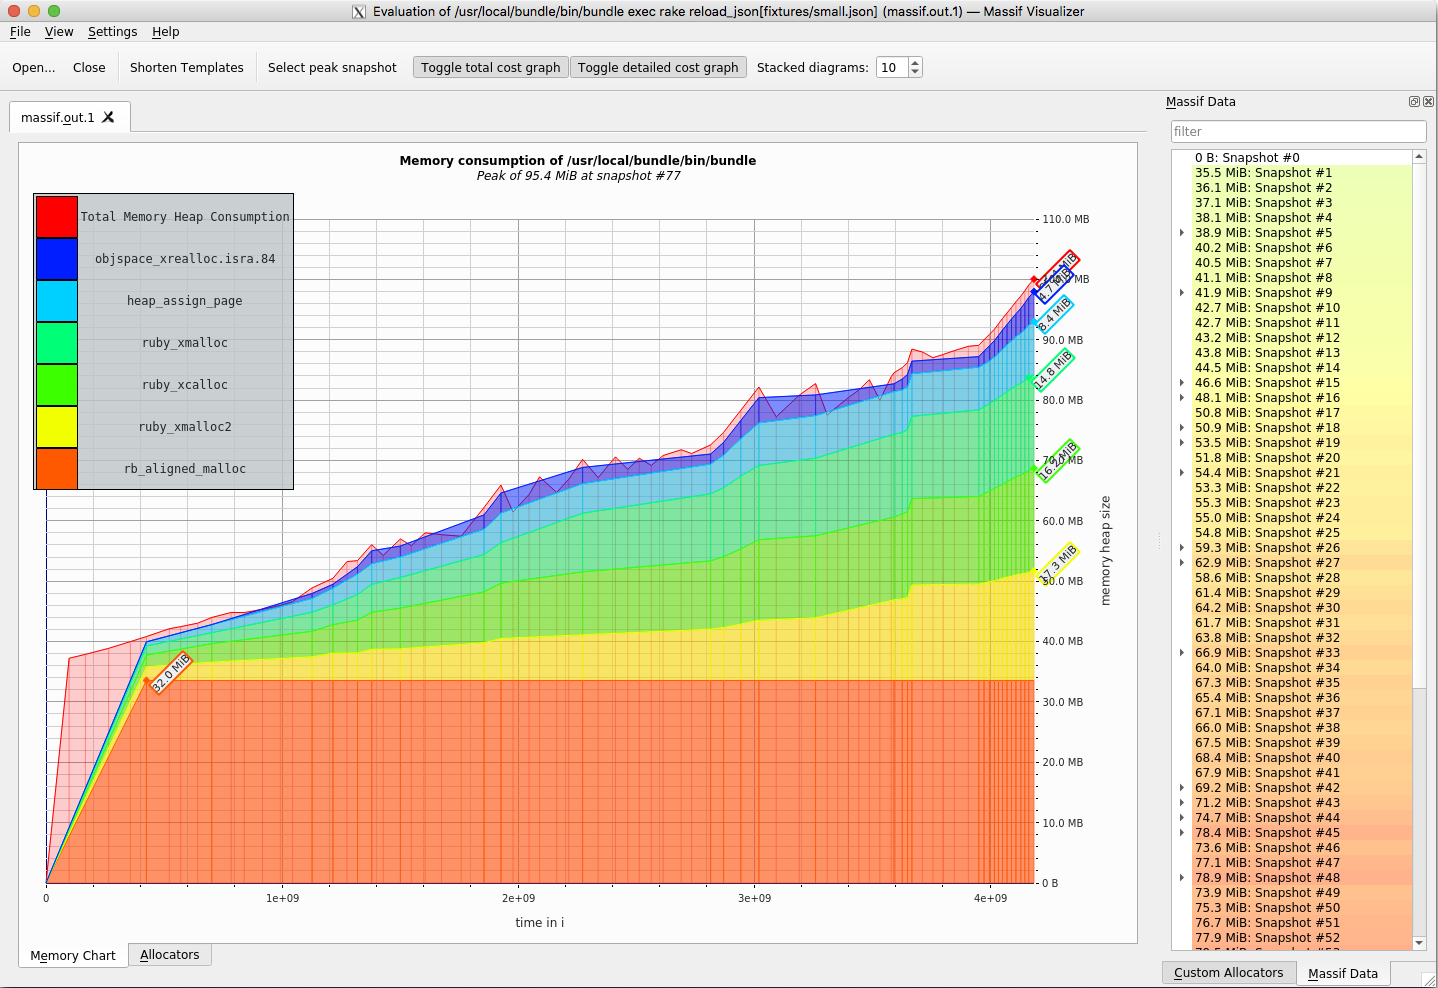 Evaluation of /usr/local/bundle/bin/bundle exec rake reload_json[fixtures/small.json] (massif.out.1) — Massif Visualizer
File View Settings Help
Open... Close Shorten Templates Select peak snapshot Toggle total cost graph Toggle detailed cost graph Stacked diagrams: 10
massif.out.1
Memory consumption of /usr/local/bundle/bin/bundle
Peak of 95.4 MiB at snapshot #77
Total Memory Heap Consumption
objspace_xrealloc.isra.84
heap_assign_page
ruby_xmalloc
ruby_xcalloc
ruby_xmalloc2
rb_aligned_malloc
110.0 MB
90.0 MB
80.0 MB
70.0 MB
60.0 MB
50.0 MB
40.0 MB
30.0 MB
20.0 MB
10.0 MB
0 B
4.7 MiB
8.4 MiB
14.8 MiB
16.2 MiB
17.3 MiB
32.0 MiB
memory heap size
0 1e+09 2e+09 3e+09 4e+09
time in i
Memory Chart Allocators
Massif Data
filter
0 B: Snapshot #0
35.5 MiB: Snapshot #1
36.1 MiB: Snapshot #2
37.1 MiB: Snapshot #3
38.1 MiB: Snapshot #4
38.9 MiB: Snapshot #5
40.2 MiB: Snapshot #6
40.5 MiB: Snapshot #7
41.1 MiB: Snapshot #8
41.9 MiB: Snapshot #9
42.7 MiB: Snapshot #10
42.7 MiB: Snapshot #11
43.2 MiB: Snapshot #12
43.8 MiB: Snapshot #13
44.5 MiB: Snapshot #14
46.6 MiB: Snapshot #15
48.1 MiB: Snapshot #16
50.8 MiB: Snapshot #17
50.9 MiB: Snapshot #18
53.5 MiB: Snapshot #19
51.8 MiB: Snapshot #20
54.4 MiB: Snapshot #21
53.3 MiB: Snapshot #22
55.3 MiB: Snapshot #23
55.0 MiB: Snapshot #24
54.8 MiB: Snapshot #25
59.3 MiB: Snapshot #26
62.9 MiB: Snapshot #27
58.6 MiB: Snapshot #28
61.4 MiB: Snapshot #29
64.2 MiB: Snapshot #30
61.7 MiB: Snapshot #31
63.8 MiB: Snapshot #32
66.9 MiB: Snapshot #33
64.0 MiB: Snapshot #34
67.3 MiB: Snapshot #35
65.4 MiB: Snapshot #36
67.1 MiB: Snapshot #37
66.0 MiB: Snapshot #38
67.5 MiB: Snapshot #39
68.4 MiB: Snapshot #40
67.9 MiB: Snapshot #41
69.2 MiB: Snapshot #42
71.2 MiB: Snapshot #43
74.7 MiB: Snapshot #44
78.4 MiB: Snapshot #45
73.6 MiB: Snapshot #46
77.1 MiB: Snapshot #47
78.9 MiB: Snapshot #48
73.9 MiB: Snapshot #49
75.3 MiB: Snapshot #50
76.7 MiB: Snapshot #51
77.9 MiB: Snapshot #52
Custom Allocators Massif Data